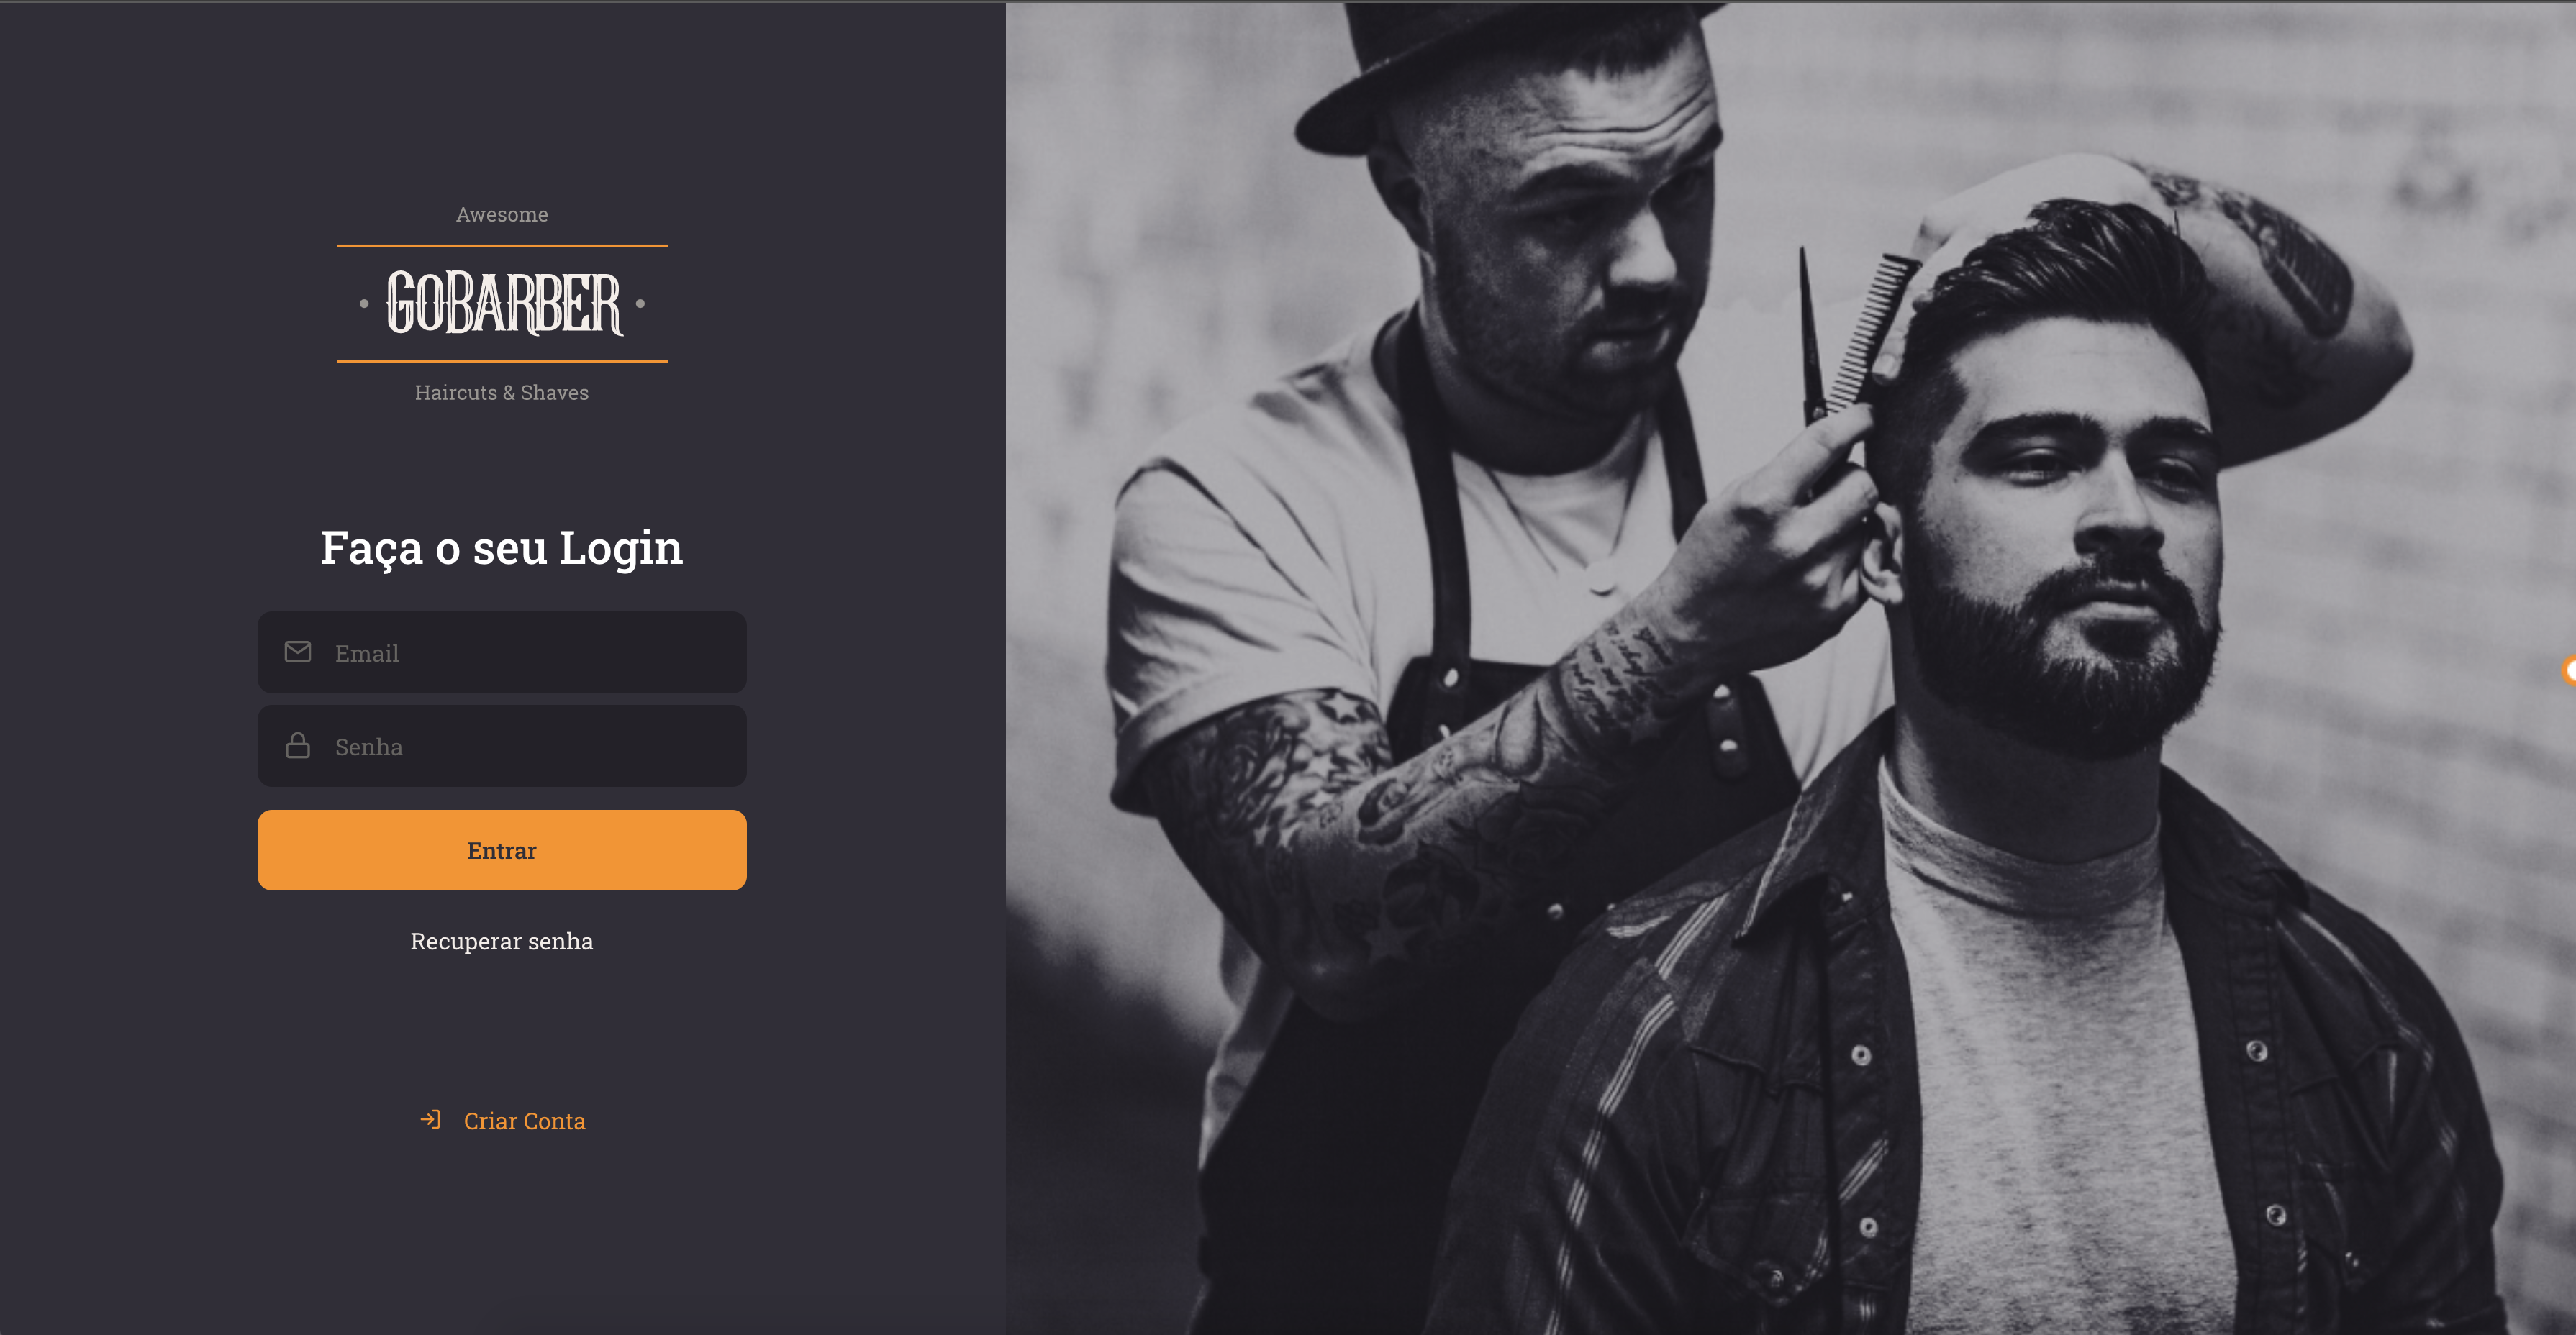 Awesome
GOBARBER
Haircuts & Shaves
Faça o seu Login
Email
Senha
Entrar
Recuperar senha
Criar Conta